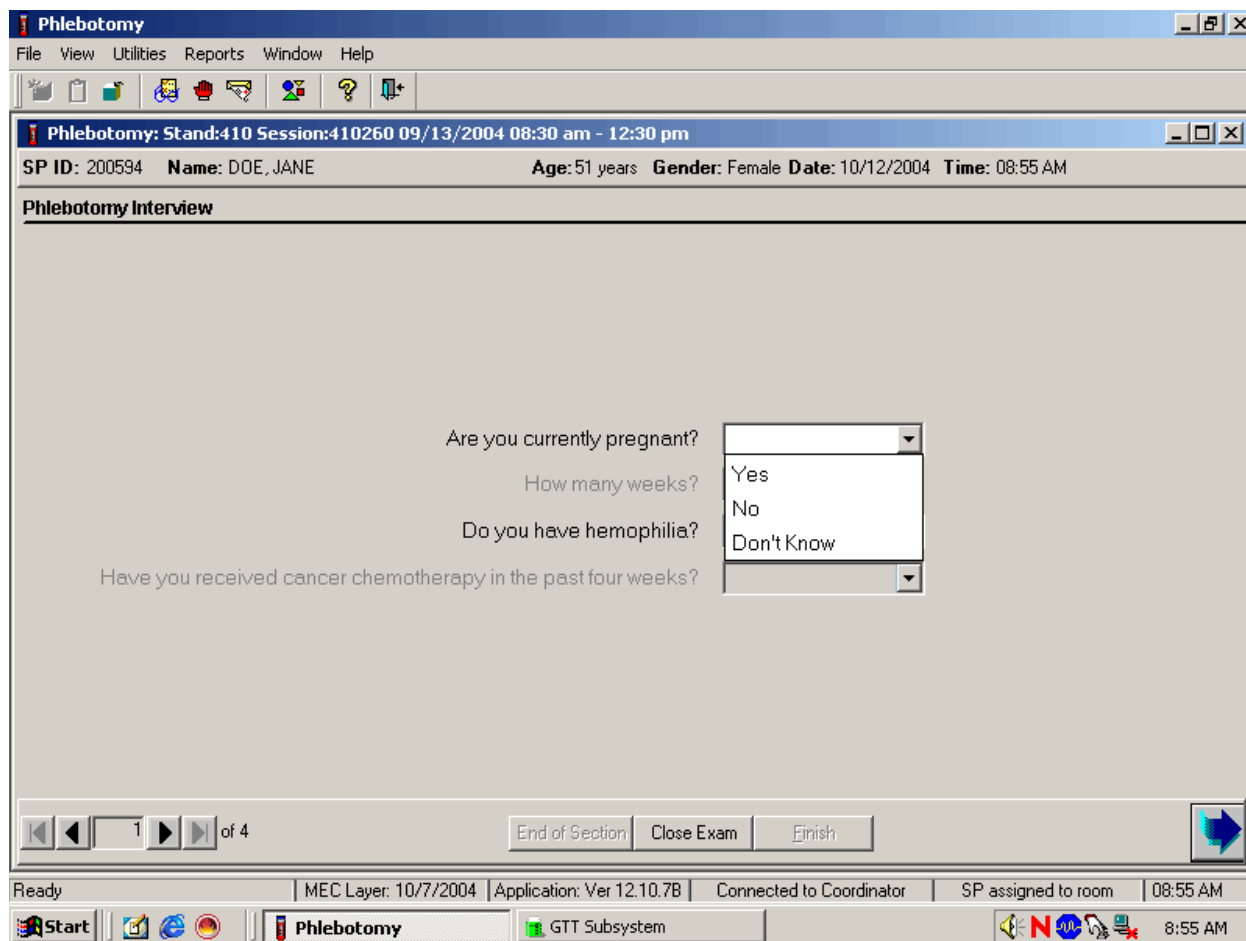 Phlebotomy
File View Utilities Reports Window Help
Phlebotomy: Stand:410 Session:410260 09/13/2004 08:30 am - 12:30 pm
SP ID: 200594 Name: DOE, JANE Age: 51 years Gender: Female Date: 10/12/2004 Time: 08:55 AM
Phlebotomy Interview
Are you currently pregnant?
Yes
How many weeks?
No
Do you have hemophilia?
Don't Know
Have you received cancer chemotherapy in the past four weeks?
1 of 4 End of Section Close Exam Finish
Ready MEC Layer: 10/7/2004 Application: Ver 12.10.7B Connected to Coordinator SP assigned to room 08:55 AM
Start Phlebotomy GTT Subsystem N 8:55 AM